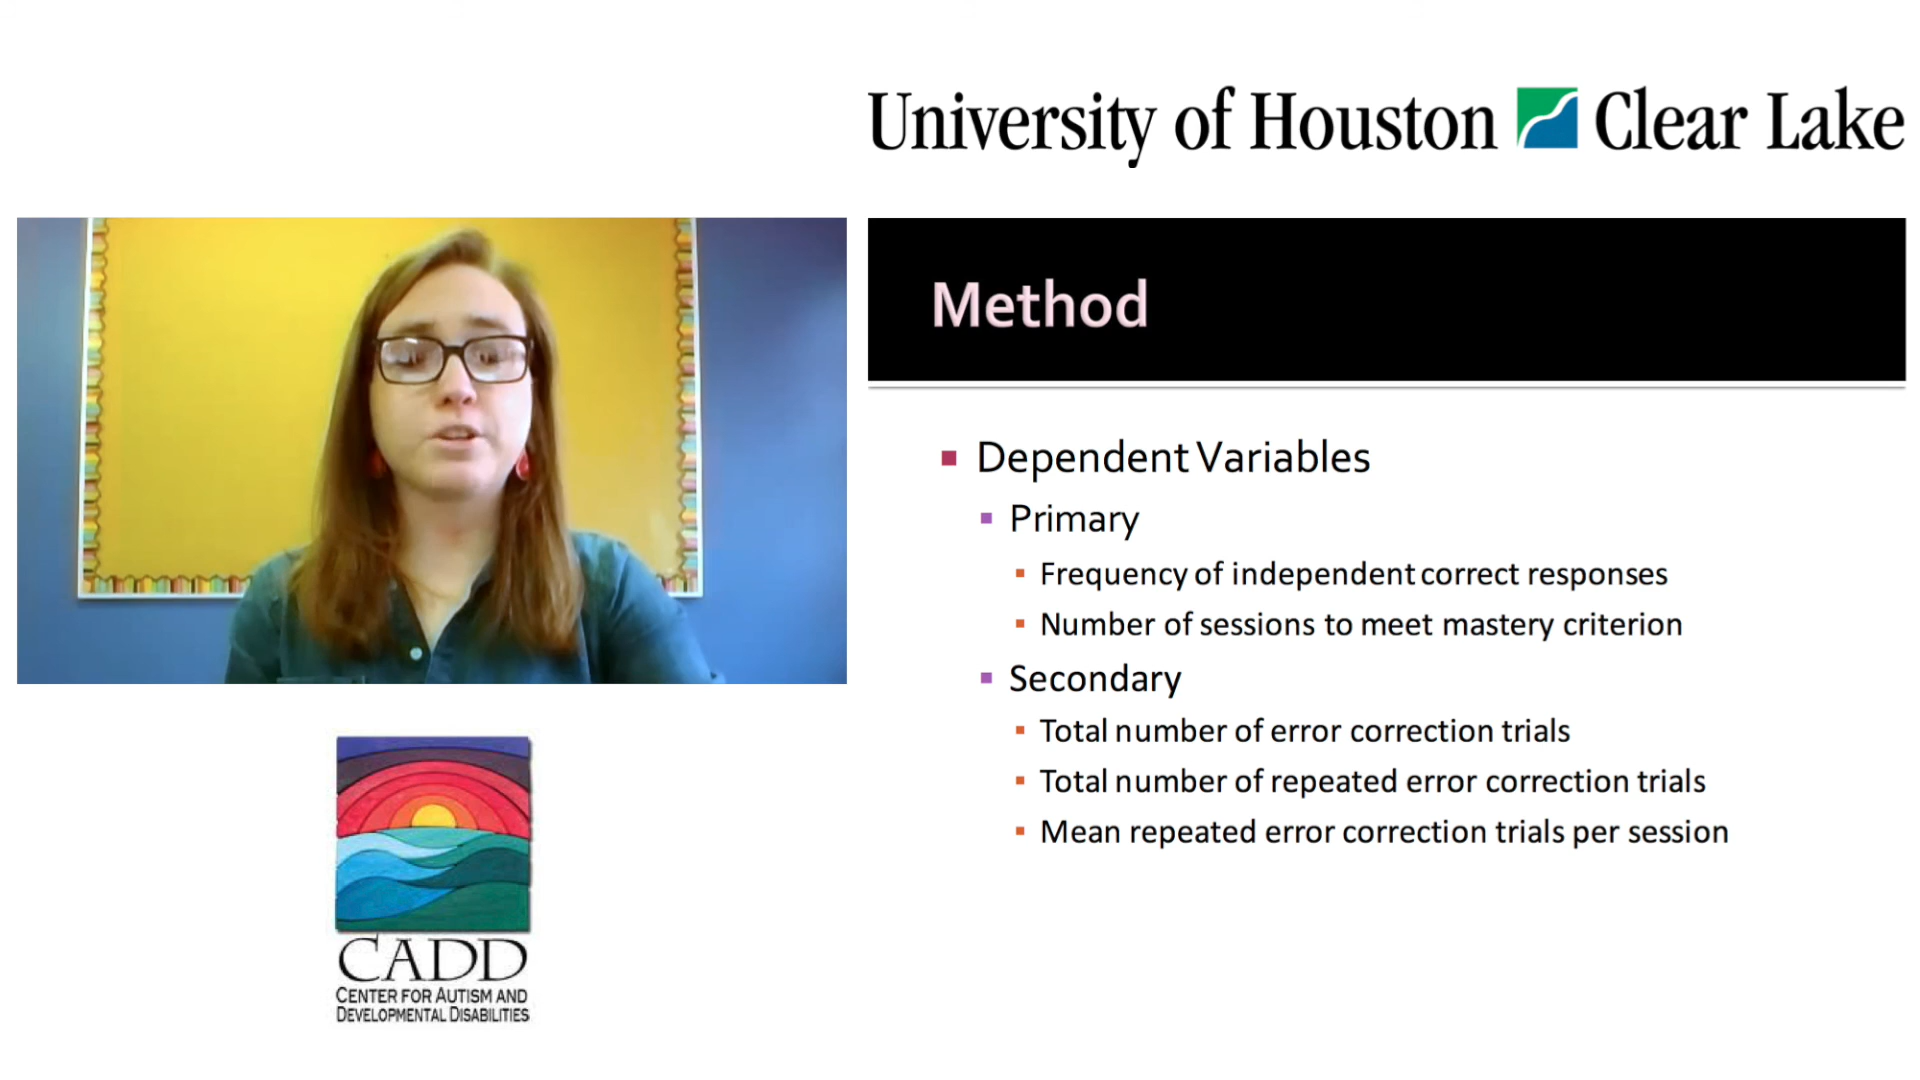 University of Houston Clear Lake
Method
Dependent Variables
Primary
Frequency of independent correct responses
Number of sessions to meet mastery criterion
Secondary
Total number of error correction trials
Total number of repeated error correction trials
Mean repeated error correction trials per session
CADD
CENTER FOR AUTISM AND
DEVELOPMENTAL DISABILITIES